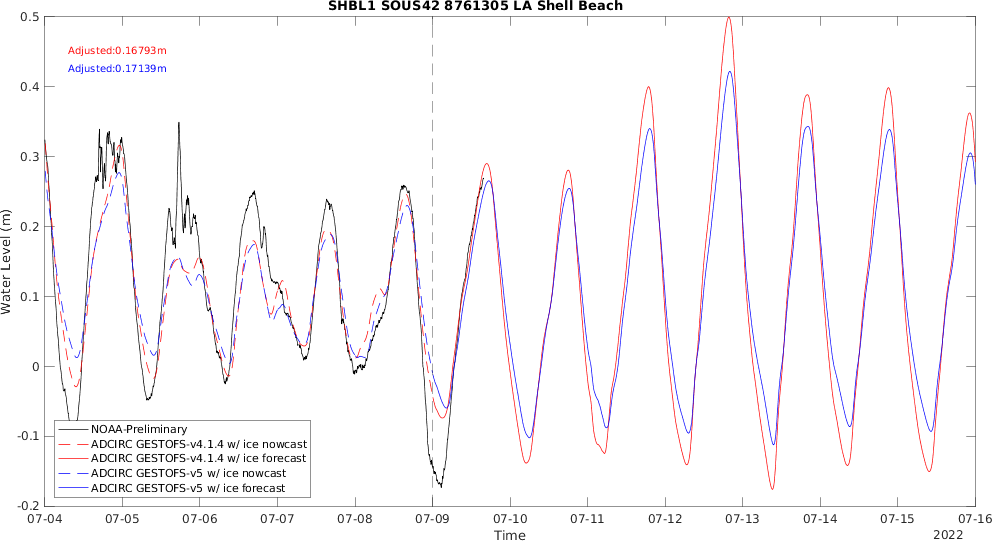 SHBL1 SOUS42 8761305 LA Shell Beach
Adjusted:0.16793m
Adjusted:0.17139m
0.5
0.4
0.3
0.2
0.1
0
-0.1
-0.2
Water Level (m)
NOAA-Preliminary
ADCIRC GESTOFS-v4.1.4 w/ ice nowcast
ADCIRC GESTOFS-v4.1.4 w/ ice forecast
ADCIRC GESTOFS-v5 w/ ice nowcast
ADCIRC GESTOFS-v5 w/ ice forecast
07-04 07-05 07-06 07-07 07-08 07-09 07-10 07-11 07-12 07-13 07-14 07-15 07-16
Time
2022